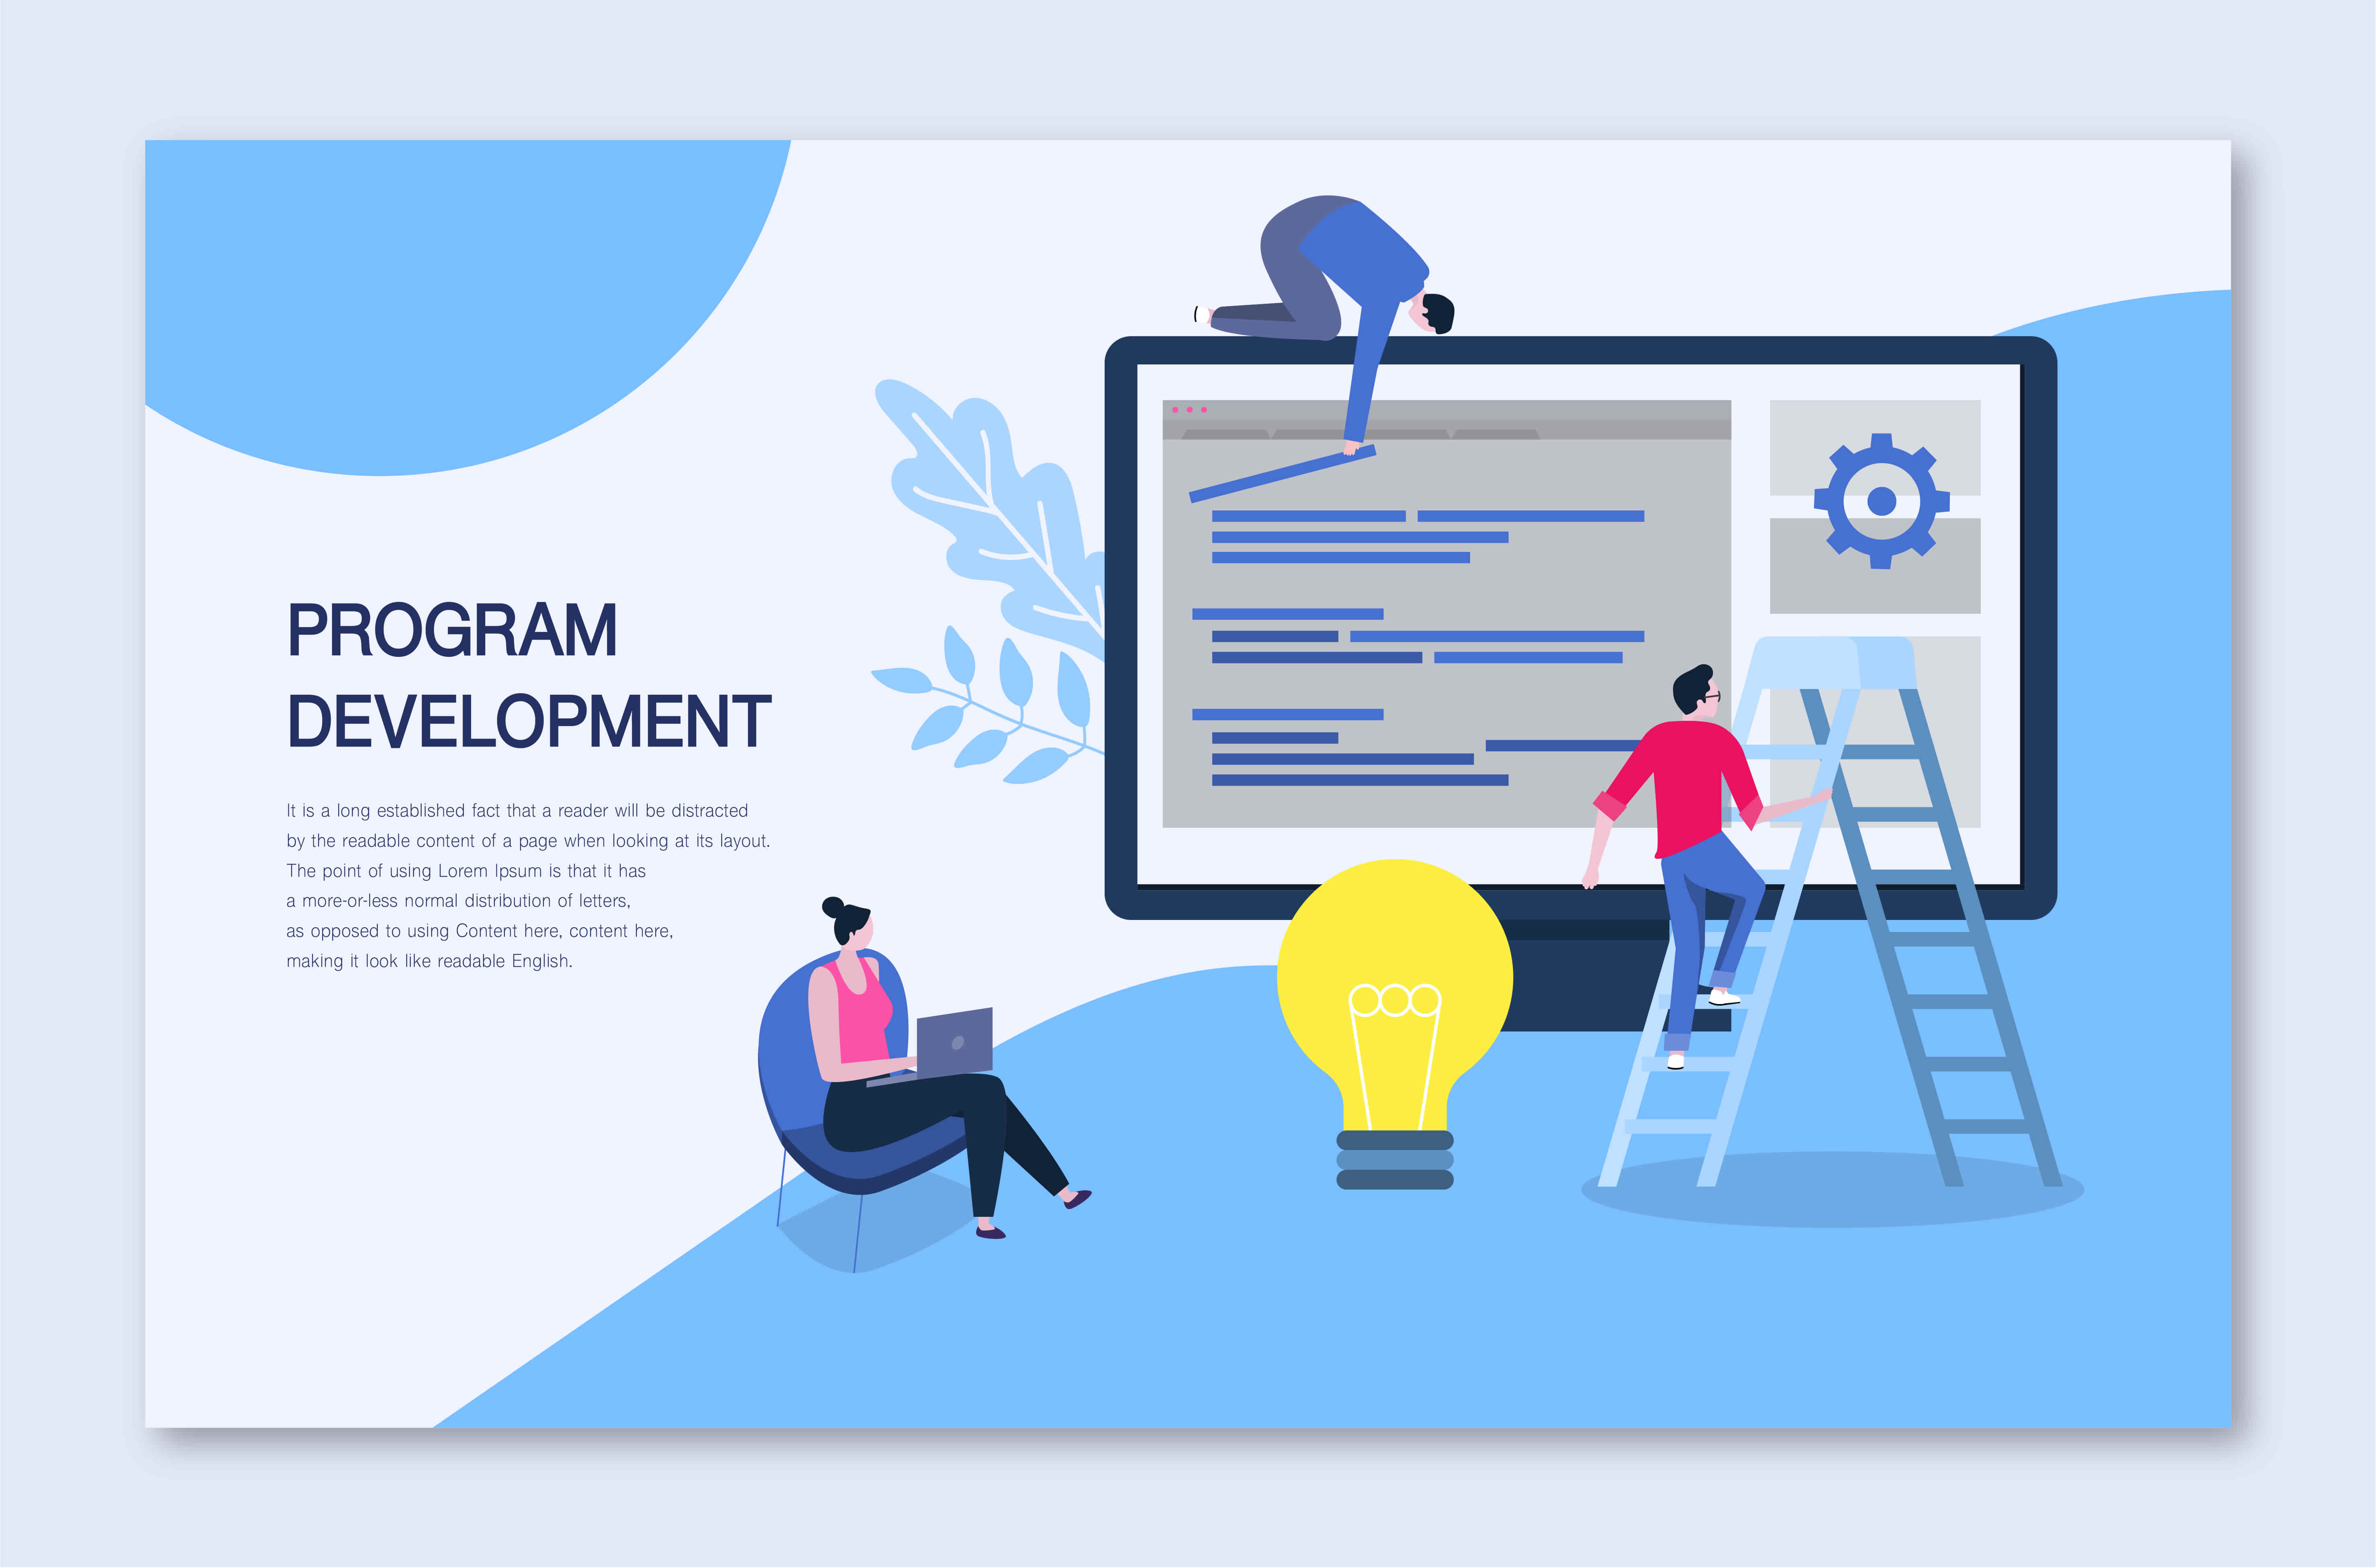 PROGRAM
DEVELOPMENT
It is a long established fact that a reader will be distracted
by the readable content of a page when looking at its layout.
The point of using Lorem Ipsum is that it has
a more-or-less normal distribution of letters,
as opposed to using Content here, content here,
making it look like readable English.